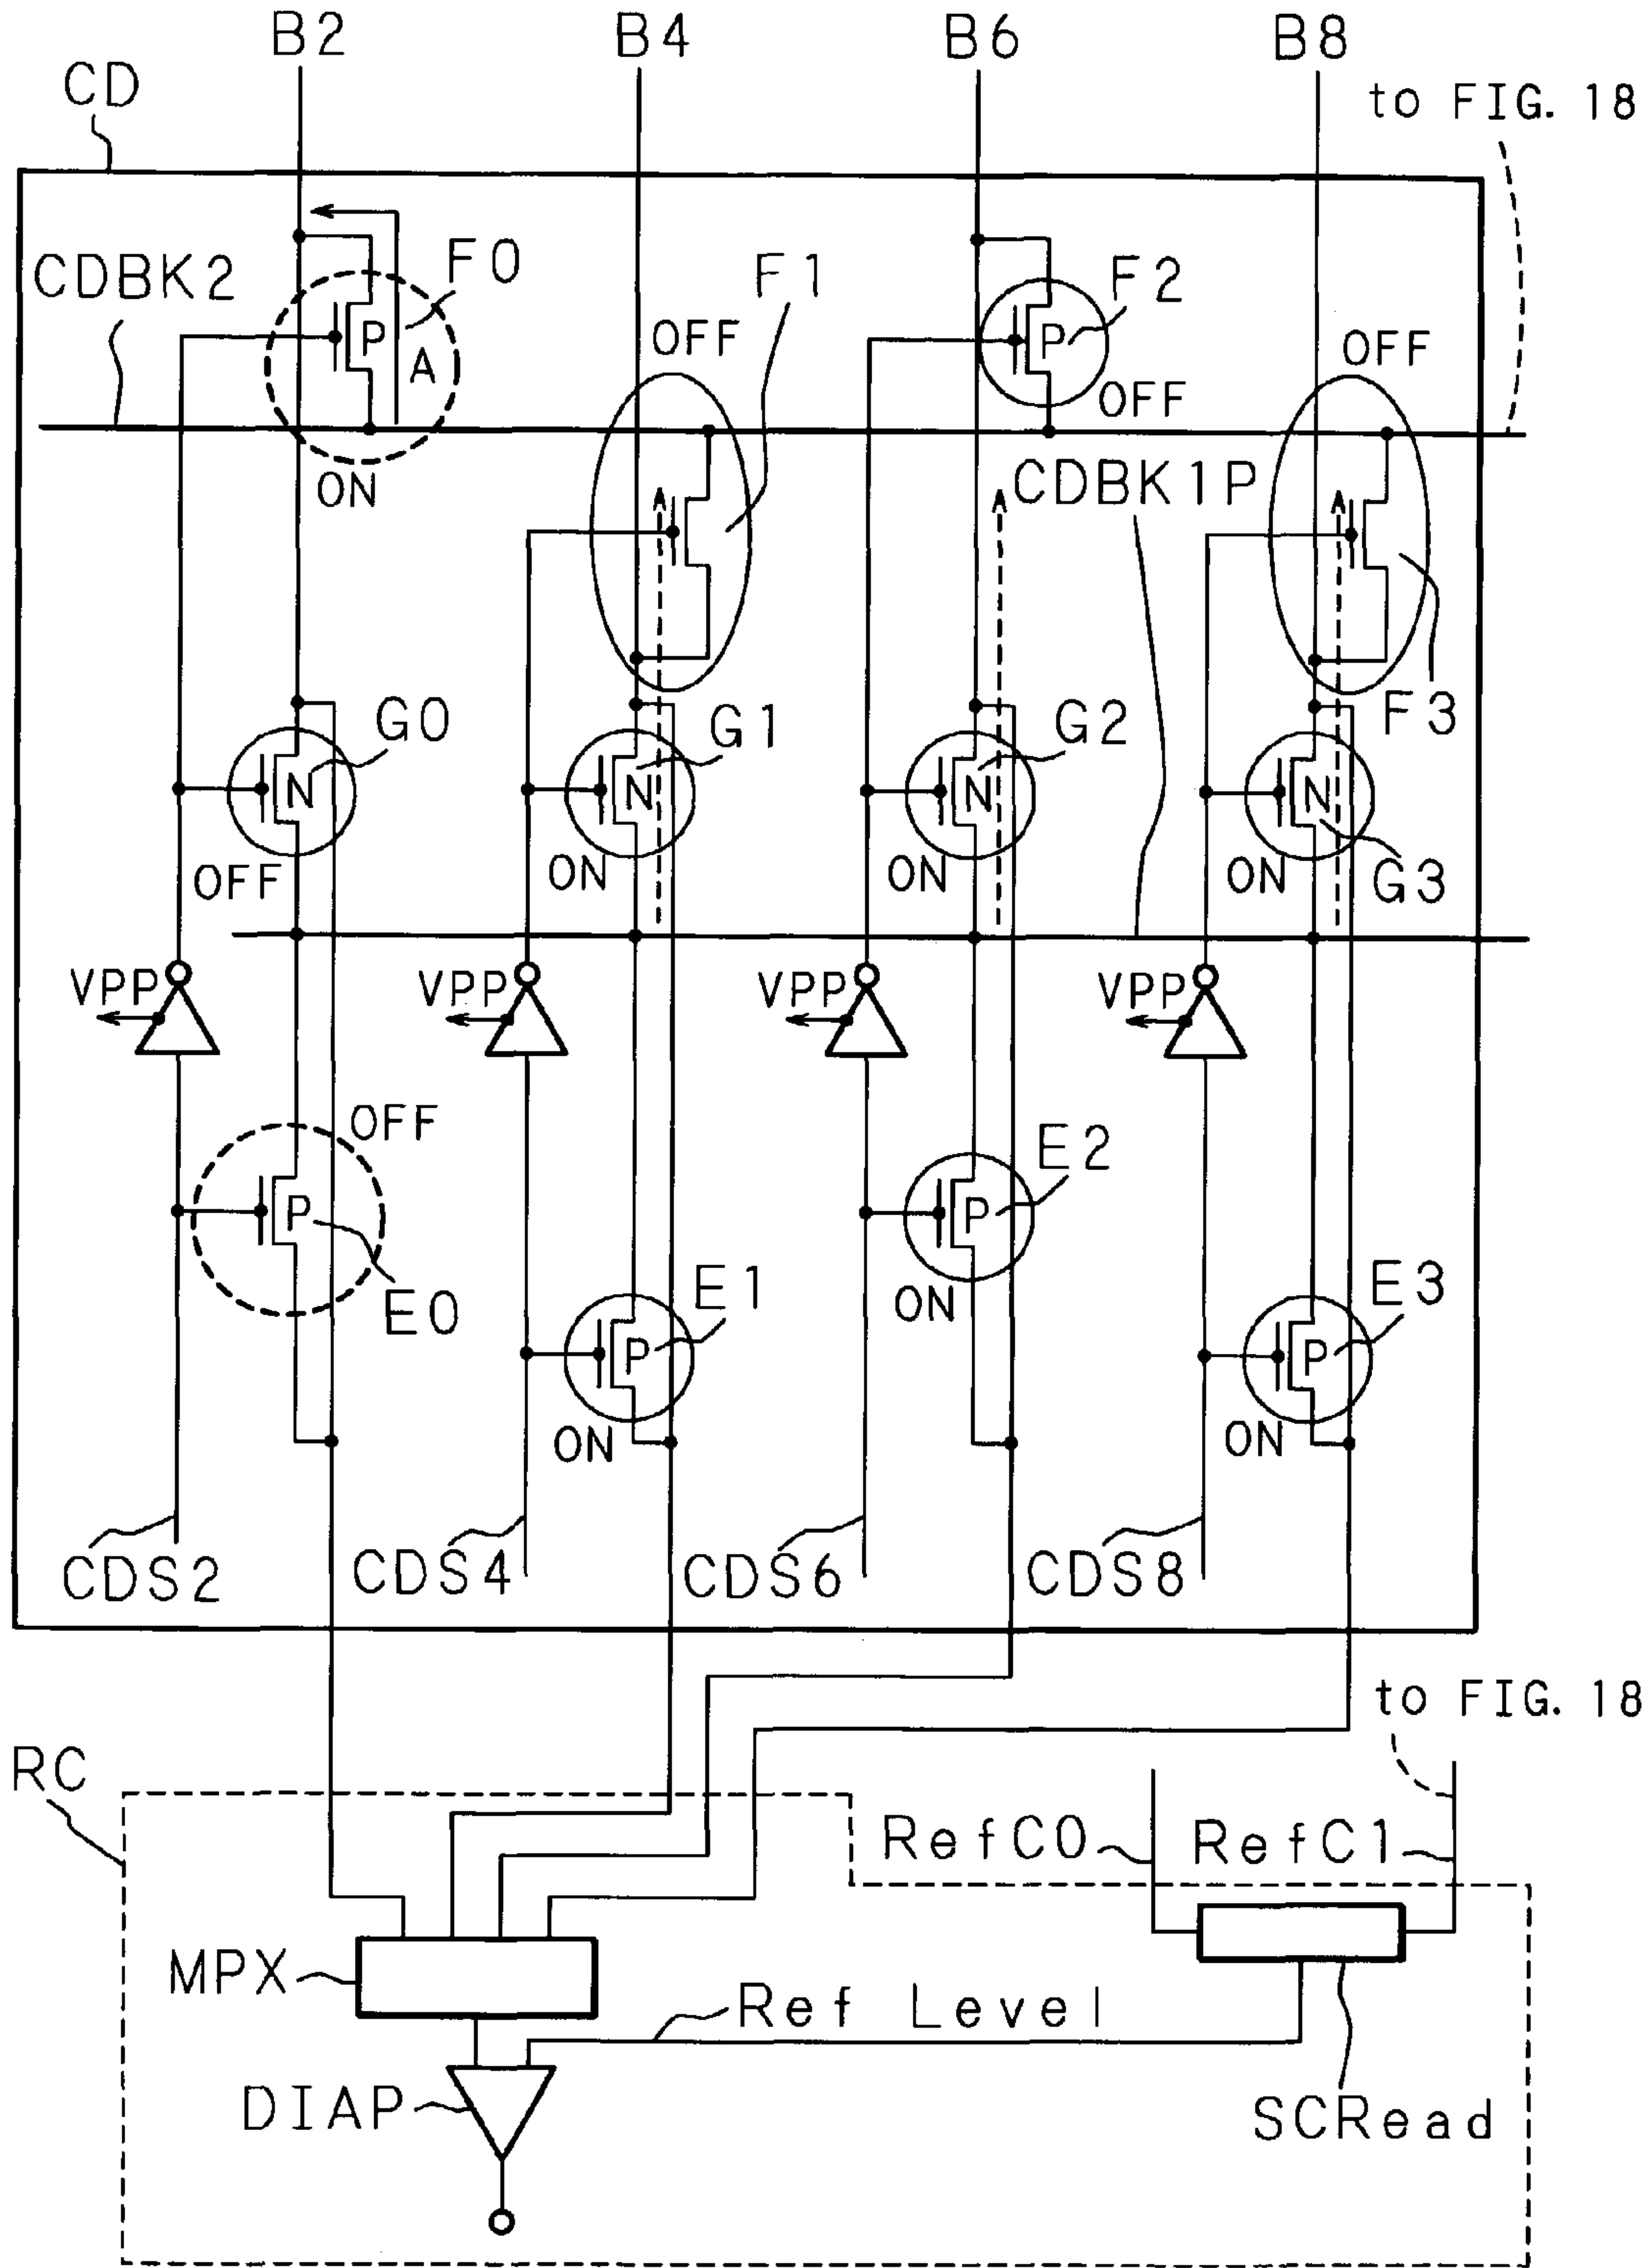 B2 B4 B6 B8
CD
to FIG. 18
CDBK2
F0
F1
F2
P
A
OFF
P
OFF
OFF
ON
CDBK1P
G0
G1
G2
F3
N
N
N
N
OFF
ON
ON
ON
G3
VPP
VPP
VPP
VPP
OFF
E2
P
P
E0
E1
ON
E3
P
P
ON
ON
CDS2
CDS4
CDS6
CDS8
to FIG. 18
RC
RefC0
RefC1
MPX
Ref Level
DIAP
SCRead